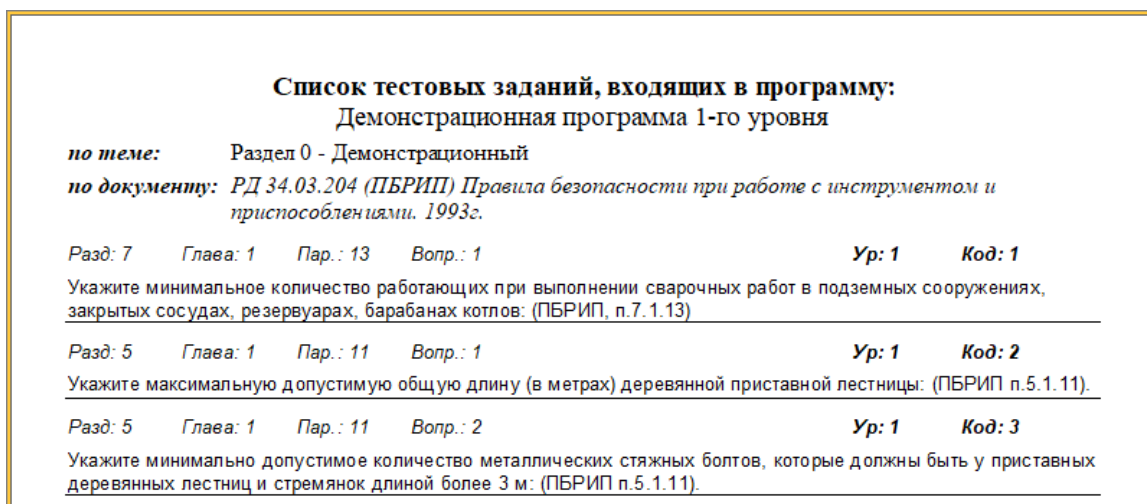 Список тестовых заданий, входящих в программу:
Демонстрационная программа 1-го уровня
по теме: Раздел 0 - Демонстрационный
по документу: РД 34.03.204 (ПБРИП) Правила безопасности при работе с инструментом и
приспособлениями. 1993г.
Разд: 7 Глава: 1 Пар.: 13 Вопр.: 1 Ур: 1 Код: 1
Укажите минимальное количество работающих при выполнении сварочных работ в подземных сооружениях,
закрытых сосудах, резервуарах, барабанах котлов: (ПБРИП, п.7.1.13)
Разд: 5 Глава: 1 Пар.: 11 Вопр.: 1 Ур: 1 Код: 2
Укажите максимальную допустимую общую длину (в метрах) деревянной приставной лестницы: (ПБРИП п.5.1.11).
Разд: 5 Глава: 1 Пар.: 11 Вопр.: 2 Ур: 1 Код: 3
Укажите минимально допустимое количество металлических стяжных болтов, которые должны быть у приставных
деревянных лестниц и стремянок длиной более 3 м: (ПБРИП п.5.1.11).